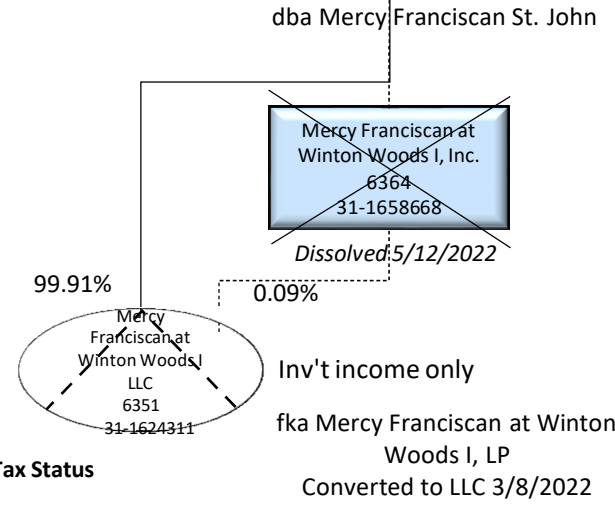 dba Mercy Franciscan St. John
Mercy Franciscan at
Winton Woods I, Inc.
6364
31-1658668
Dissolved 5/12/2022
99.91%
0.09%
Mercy
Franciscan at
Winton Woods I
LLC
6351
31-1624311
Inv't income only
fka Mercy Franciscan at Winton
Woods I, LP
Converted to LLC 3/8/2022
Tax Status